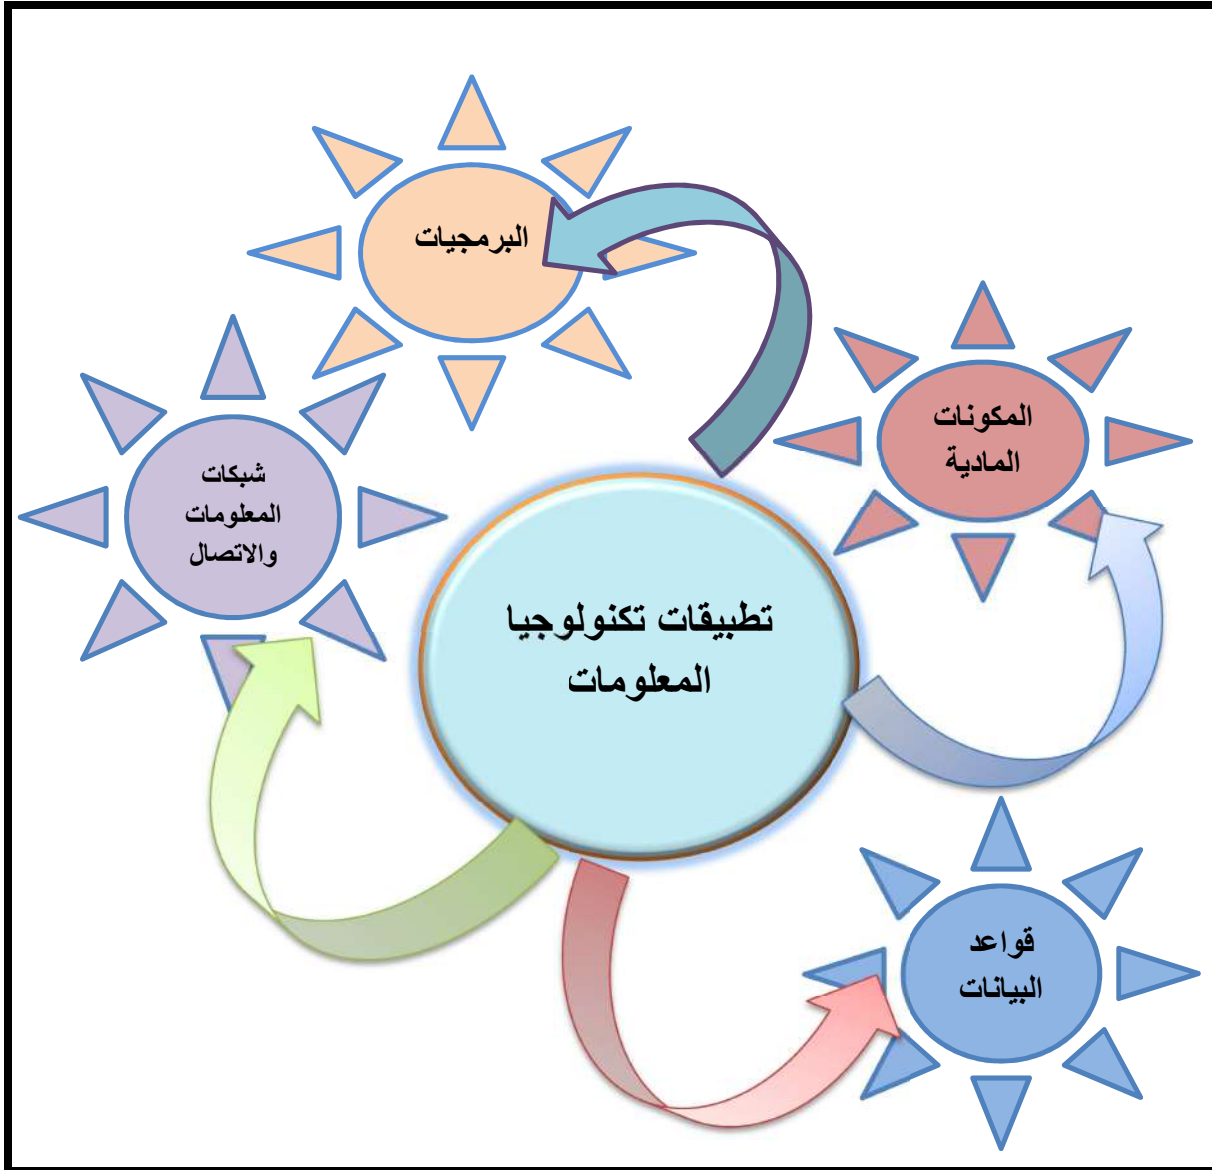 البرمجيات
المكونات
المادية
شبكات
المعلومات
والاتصال
تطبيقات تكنولوجيا
المعلومات
قواعد
البيانات